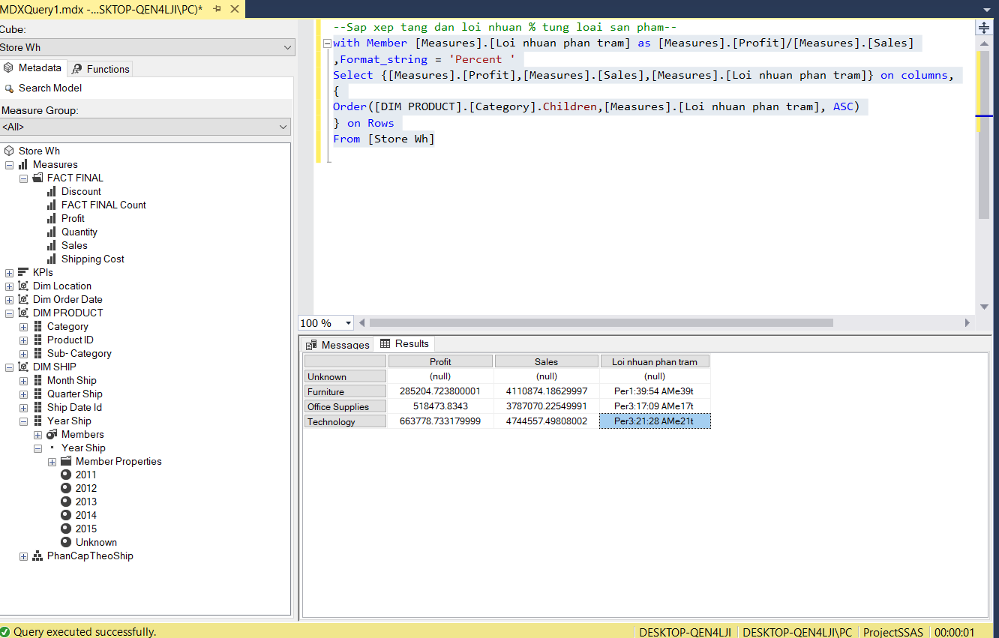 MDXQuery1.mdx -...SKTOP-QEN4LJI\PC)*
Cube:
Store Wh
Metadata
Functions
Search Model
Measure Group:
<All>
Store Wh
Measures
FACT FINAL
Discount
FACT FINAL Count
Profit
Quantity
Sales
Shipping Cost
KPIs
Dim Location
Dim Order Date
DIM PRODUCT
Category
Product ID
Sub- Category
DIM SHIP
Month Ship
Quarter Ship
Ship Date Id
Year Ship
Members
Year Ship
Member Properties
2011
2012
2013
2014
2015
Unknown
PhanCapTheoShip
--Sap xep tang dan loi nhuan % tung loai san pham--
with Member [Measures].[Loi nhuan phan tram] as [Measures].[Profit]/[Measures].[Sales]
,Format_string = 'Percent '
Select {[Measures].[Profit],[Measures].[Sales],[Measures].[Loi nhuan phan tram]} on columns,
{
Order([DIM PRODUCT].[Category].Children,[Measures].[Loi nhuan phan tram], ASC)
} on Rows
From [Store Wh]
100 %
Messages
Results
Profit Sales Loi nhuan phan tram
Unknown (null) (null) (null)
Furniture 285204.723800001 4110874.18629997 Per1:39:54 AMe39t
Office Supplies 518473.8343 3787070.22549991 Per3:17:09 AMe17t
Technology 663778.733179999 4744557.49808002 Per3:21:28 AMe21t
Query executed successfully.
DESKTOP-QEN4LJI
DESKTOP-QEN4LJI\PC
ProjectSSAS
00:00:01